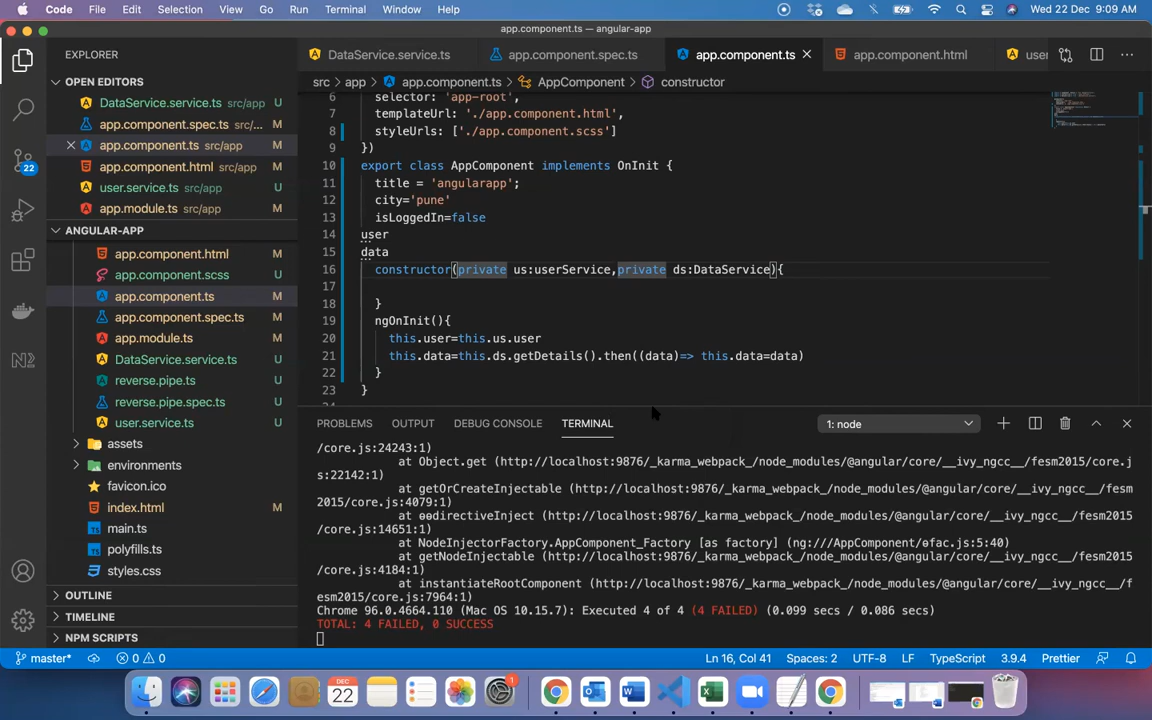 Code File Edit Selection View Go Run Terminal Window Help Wed 22 Dec 9:09 AM
app.component.ts — angular-app
EXPLORER
OPEN EDITORS
DataService.service.ts src/app U
app.component.spec.ts src/... M
app.component.ts src/app M
app.component.html src/app M
user.service.ts src/app U
app.module.ts src/app M
22
ANGULAR-APP
app.component.html M
app.component.scss U
app.component.ts M
app.component.spec.ts M
app.module.ts M
DataService.service.ts U
reverse.pipe.ts U
reverse.pipe.spec.ts U
user.service.ts U
assets
environments
favicon.ico
index.html M
main.ts
polyfills.ts
styles.css
OUTLINE
TIMELINE
NPM SCRIPTS
DataService.service.ts app.component.spec.ts app.component.ts app.component.html user
src > app > app.component.ts > AppComponent > constructor
6 selector: 'app-root',
7 templateUrl: './app.component.html',
8 styleUrls: ['./app.component.scss']
9 })
10 export class AppComponent implements OnInit {
11 title = 'angularapp';
12 city='pune'
13 isLoggedIn=false
14 user
15 data
16 constructor(private us:userService,private ds:DataService){
17
18 }
19 ngOnInit(){
20 this.user=this.us.user
21 this.data=this.ds.getDetails().then((data)=> this.data=data)
22 }
23 }
PROBLEMS OUTPUT DEBUG CONSOLE TERMINAL 1: node
/core.js:24243:1)
at Object.get (http://localhost:9876/_karma_webpack_/node_modules/@angular/core/__ivy_ngcc__/fesm2015/core.j
s:22142:1)
at getOrCreateInjectable (http://localhost:9876/_karma_webpack_/node_modules/@angular/core/__ivy_ngcc__/fesm
2015/core.js:4079:1)
at ɵɵdirectiveInject (http://localhost:9876/_karma_webpack_/node_modules/@angular/core/__ivy_ngcc__/fesm2015
/core.js:14651:1)
at NodeInjectorFactory.AppComponent_Factory [as factory] (ng:///AppComponent/ɵfac.js:5:40)
at getNodeInjectable (http://localhost:9876/_karma_webpack_/node_modules/@angular/core/__ivy_ngcc__/fesm2015
/core.js:4184:1)
at instantiateRootComponent (http://localhost:9876/_karma_webpack_/node_modules/@angular/core/__ivy_ngcc__/f
esm2015/core.js:7964:1)
Chrome 96.0.4664.110 (Mac OS 10.15.7): Executed 4 of 4 (4 FAILED) (0.099 secs / 0.086 secs)
TOTAL: 4 FAILED, 0 SUCCESS
master* 0 0 Ln 16, Col 41 Spaces: 2 UTF-8 LF TypeScript 3.9.4 Prettier
DEC
22
1